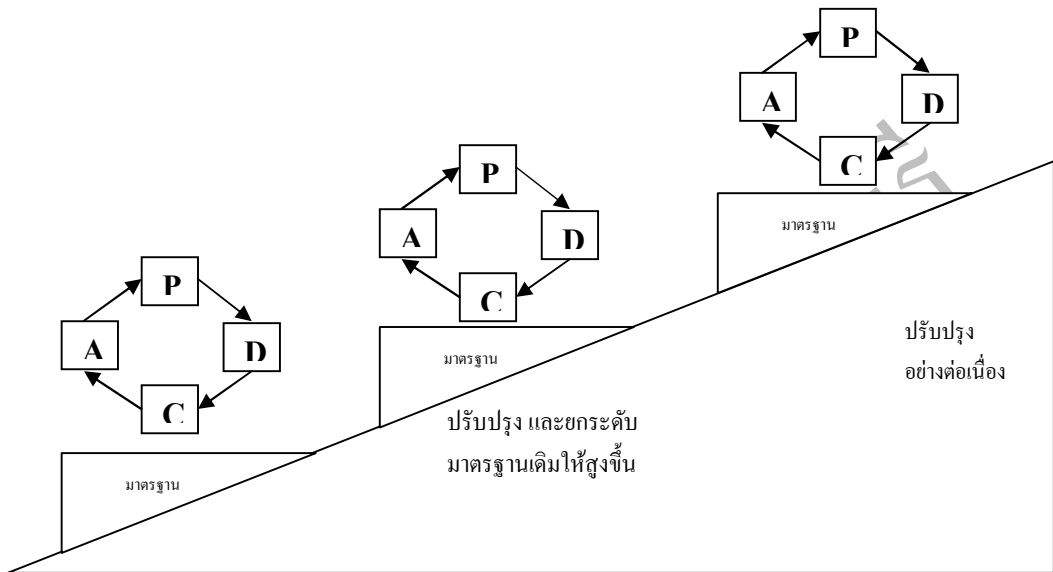 P
A
D
C
มาตรฐาน
P
A
D
C
มาตรฐาน
ปรับปรุง และยกระดับ
มาตรฐานเดิมให้สูงขึ้น
P
A
D
C
มาตรฐาน
ปรับปรุง
อย่างต่อเนื่อง